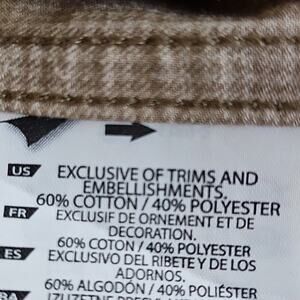 US EXCLUSIVE OF TRIMS AND
EMBELLISHMENTS
60% COTTON / 40% POLYESTER
FR EXCLUSIF DE ORNEMENT ET DE
DECORATION.
60% COTON / 40% POLYESTER
ES EXCLUSIVO DEL RIBETE Y DE LOS
ADORNOS.
60% ALGODÓN / 40% POLIÉSTER
BA